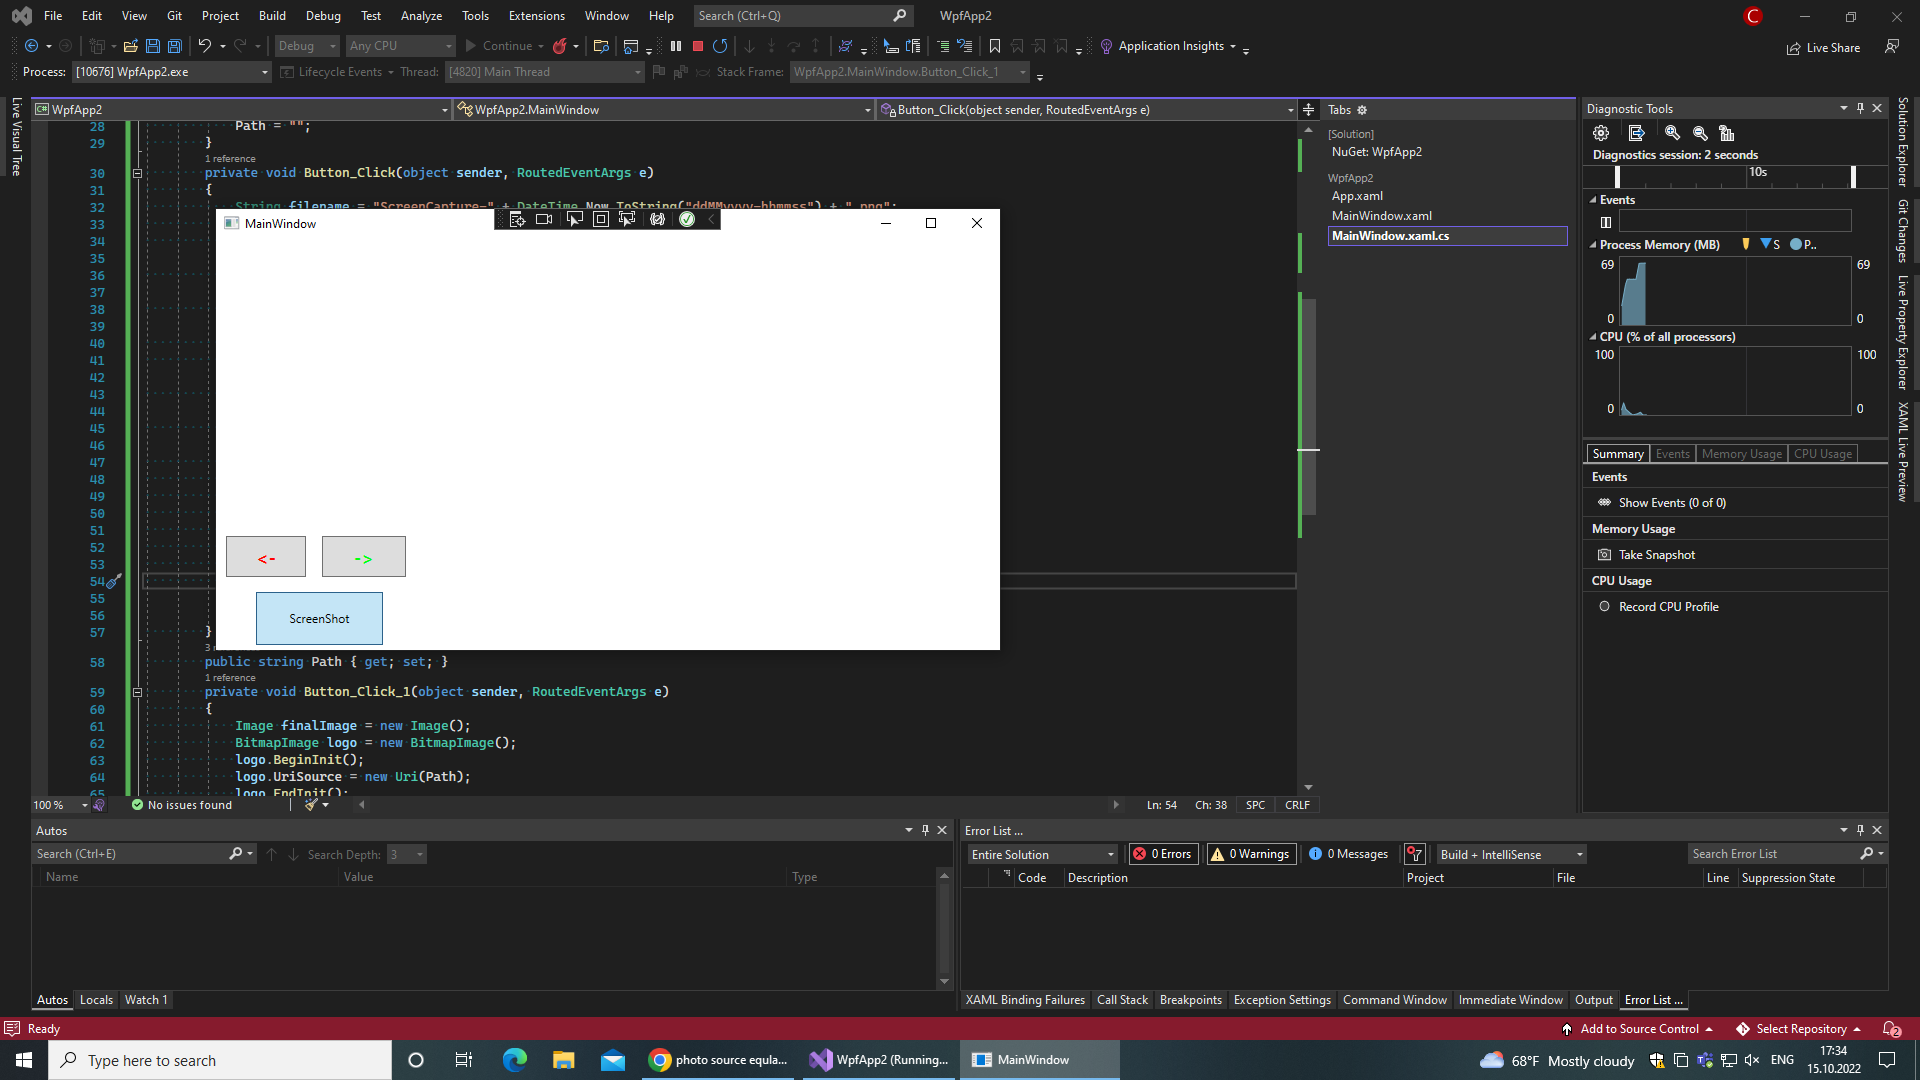 File Edit View Git Project Build Debug Test Analyze Tools Extensions Window Help Search (Ctrl+Q) WpfApp2 C
Debug Any CPU Continue Application Insights Live Share
Process: [10676] WpfApp2.exe Lifecycle Events Thread: [4820] Main Thread Stack Frame: WpfApp2.MainWindow.Button_Click_1
Live Visual Tree
C# WpfApp2 WpfApp2.MainWindow Button_Click(object sender, RoutedEventArgs e)
28 Path = "";
29 }
1 reference
30 private void Button_Click(object sender, RoutedEventArgs e)
31 {
32 String filename = "ScreenCapture-" + DateTime.Now.ToString("ddMMyyyy-hhmmss") + ".png";
33
34
35
36
37
38
39
40
41
42
43
44
45
46
47
48
49
50
51
52
53
54
55
56
57 }
58 public string Path { get; set; }
1 reference
59 private void Button_Click_1(object sender, RoutedEventArgs e)
60 {
61 Image finalImage = new Image();
62 BitmapImage logo = new BitmapImage();
63 logo.BeginInit();
64 logo.UriSource = new Uri(Path);
65 logo.EndInit();
MainWindow
<-
->
ScreenShot
100 % No issues found Ln: 54 Ch: 38 SPC CRLF
Tabs
[Solution]
NuGet: WpfApp2
WpfApp2
App.xaml
MainWindow.xaml
MainWindow.xaml.cs
Diagnostic Tools
Diagnostics session: 2 seconds
10s
Events
Process Memory (MB) S P..
69 69
0 0
CPU (% of all processors)
100 100
0 0
Summary Events Memory Usage CPU Usage
Events
Show Events (0 of 0)
Memory Usage
Take Snapshot
CPU Usage
Record CPU Profile
Solution Explorer
Git Changes
Live Property Explorer
XAML Live Preview
Autos
Search (Ctrl+E) Search Depth: 3
Name Value Type
Autos Locals Watch 1
Error List ...
Entire Solution 0 Errors 0 Warnings 0 Messages Build + IntelliSense Search Error List
Code Description Project File Line Suppression State
XAML Binding Failures Call Stack Breakpoints Exception Settings Command Window Immediate Window Output Error List ...
Ready Add to Source Control Select Repository 2
Type here to search photo source equla... WpfApp2 (Running... MainWindow 68°F Mostly cloudy ENG 17:34
15.10.2022